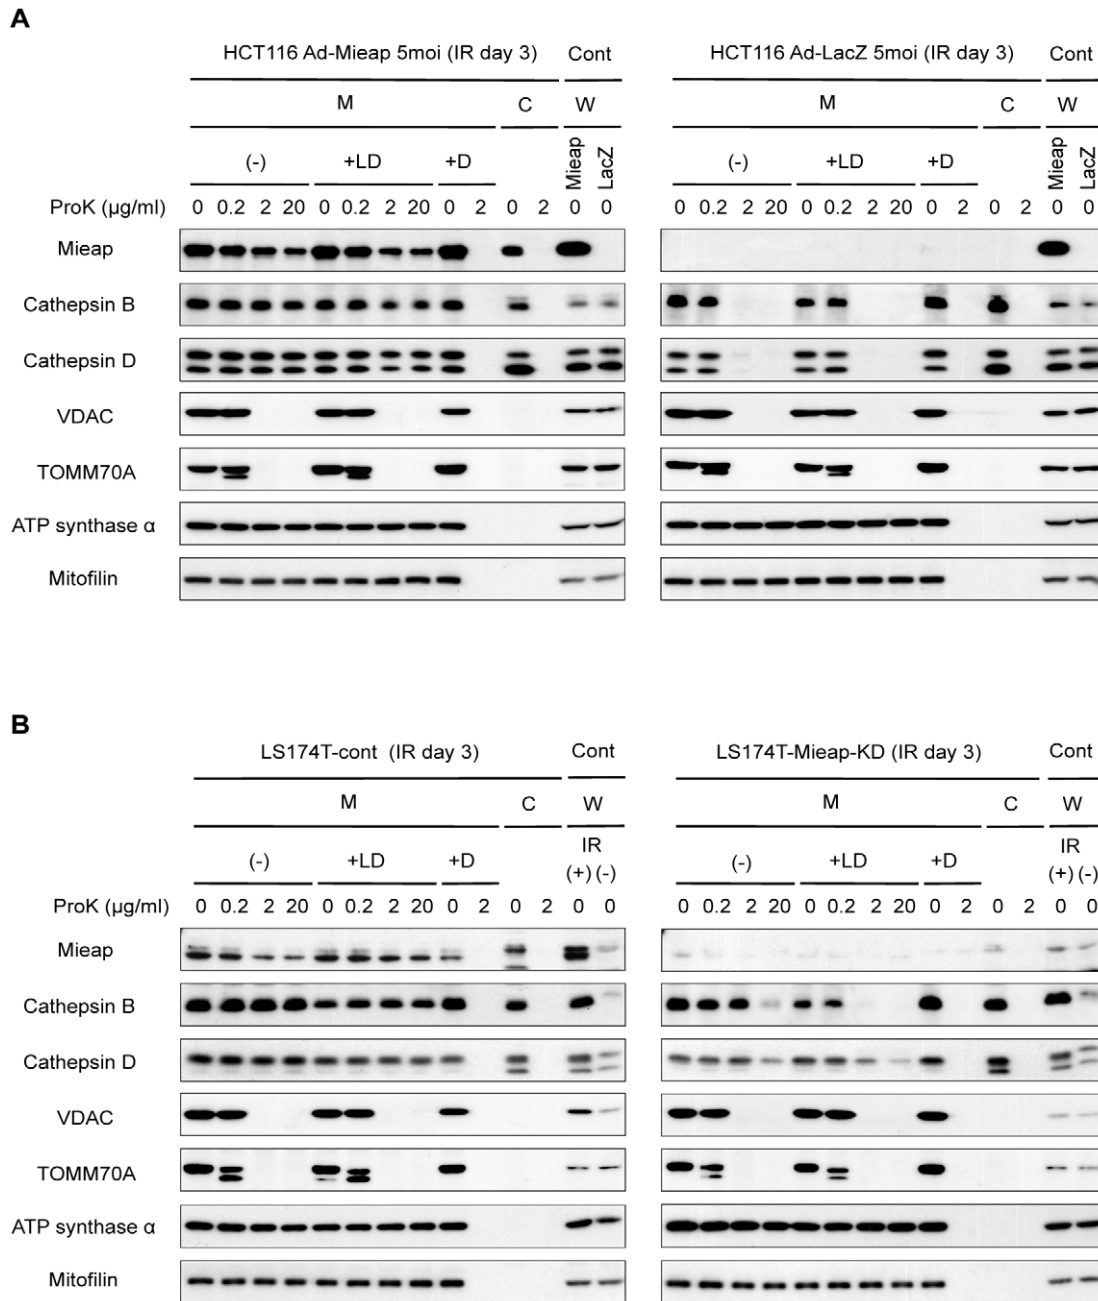 A
HCT116 Ad-Mieap 5moi (IR day 3) Cont HCT116 Ad-LacZ 5moi (IR day 3) Cont
M C W M C W
(-) +LD +D Mieap LacZ (-) +LD +D Mieap LacZ
ProK (µg/ml) 0 0.2 2 20 0 0.2 2 20 0 2 0 2 0 0 0.2 2 20 0 0.2 2 20 0 2 0 2 0
Mieap
Cathepsin B
Cathepsin D
VDAC
TOMM70A
ATP synthase α
Mitofilin
B
LS174T-cont (IR day 3) Cont LS174T-Mieap-KD (IR day 3) Cont
M C W M C W
IR IR
(-) +LD +D (+) (-) (-) +LD +D (+) (-)
ProK (µg/ml) 0 0.2 2 20 0 0.2 2 20 0 2 0 2 0 0 0.2 2 20 0 0.2 2 20 0 2 0 2 0
Mieap
Cathepsin B
Cathepsin D
VDAC
TOMM70A
ATP synthase α
Mitofilin